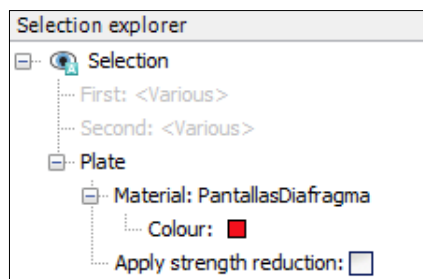 Selection explorer
Selection
First: <Various>
Second: <Various>
Plate
Material: PantallasDiafragma
Colour:
Apply strength reduction: